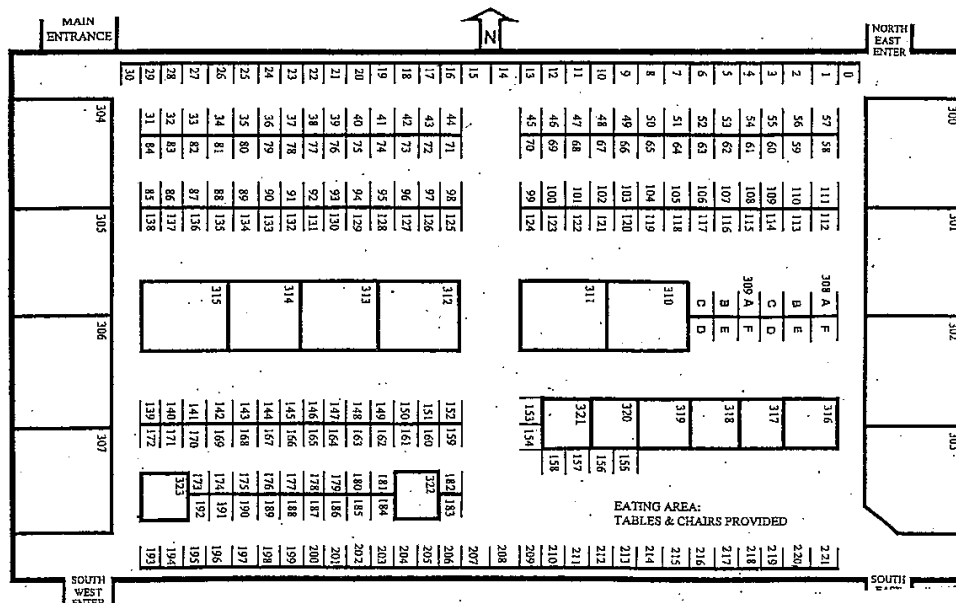 MAIN
ENTRANCE
N
NORTH
EAST
ENTER
30 29 28 27 26 25 24 23 22 21 20 19 18 17 16 15 14 13 12 11 10 9 8 7 6 5 4 3 2 1 0
304
300
31 32 33 34 35 36 37 38 39 40 41 42 43 44 45 46 47 48 49 50 51 52 53 54 55 56 57
84 83 82 81 80 79 78 77 76 75 74 73 72 71 70 69 68 67 66 65 64 63 62 61 60 59 58
85 86 87 88 89 90 91 92 93 94 95 96 97 98 99 100 101 102 103 104 105 106 107 108 109 110 111
305
301
138 137 136 135 134 133 132 131 130 129 128 127 126 125 124 123 122 121 120 119 118 117 116 115 114 113 112
315 314 313 312 311 310
C B 309 A C B 308 A
D E F D E F
306
302
139 140 141 142 143 144 145 146 147 148 149 150 151 152 153 321 320 319 318 317 316
172 171 170 169 168 167 166 165 164 163 162 161 160 159 154
307
303
158 157 156 155
323 173 174 175 176 177 178 179 180 181 322 182
192 191 190 189 188 187 186 185 184 183
EATING AREA:
TABLES & CHAIRS PROVIDED
193 194 195 196 197 198 199 200 201 202 203 204 205 206 207 208 209 210 211 212 213 214 215 216 217 218 219 220 221
SOUTH
WEST
ENTER
SOUTH